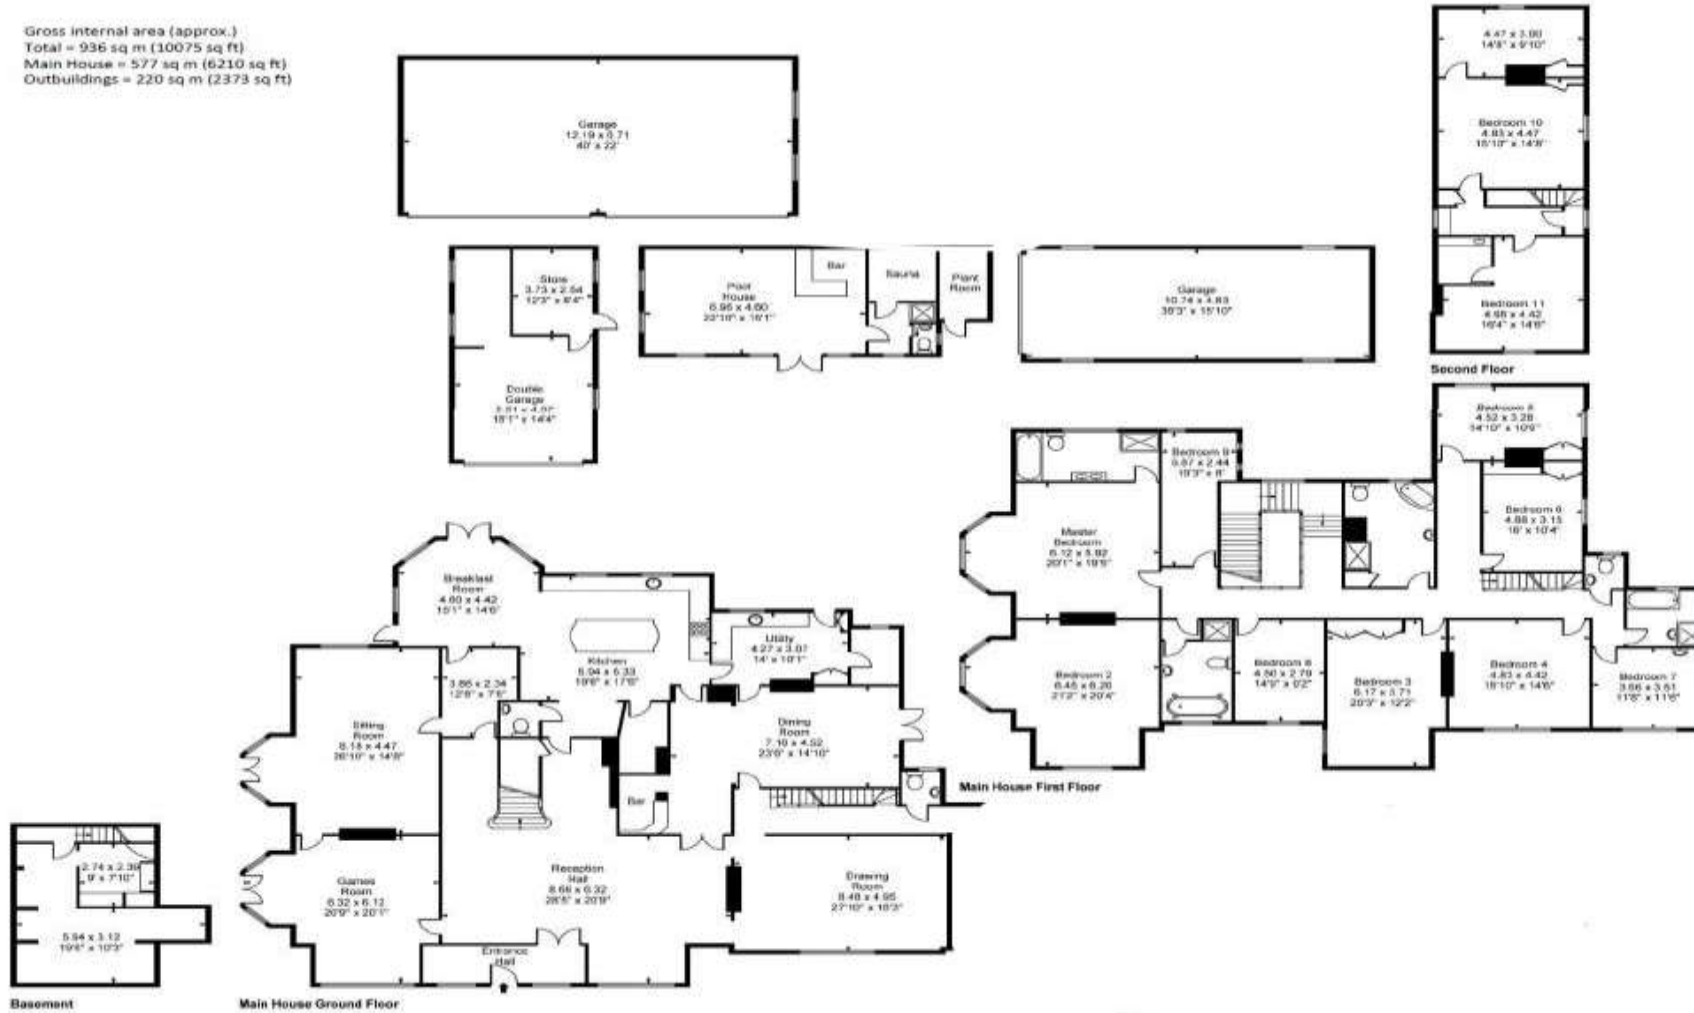 Gross internal area (approx.)
Total = 936 sq m (10075 sq ft)
Main House = 577 sq m (6210 sq ft)
Outbuildings = 220 sq m (2373 sq ft)
Garage
12.19 x 6.71
40' x 22'
Store
3.73 x 2.54
12'3" x 8'4"
Double
Garage
18'1" x 14'4"
Pool
House
6.96 x 4.60
22'10" x 15'1"
Bar
Sauna
Plant
Room
Garage
10.74 x 4.83
35'3" x 15'10"
4.47 x 3.00
14'8" x 9'10"
Bedroom 10
4.83 x 4.47
15'10" x 14'8"
Bedroom 11
4.98 x 4.42
16'4" x 14'6"
Second Floor
4.52 x 3.28
14'10" x 10'9"
Bedroom 9
5.87 x 2.44
19'3" x 8'
Master
Bedroom
6.12 x 5.92
20'1" x 19'5"
Bedroom 6
4.88 x 3.15
16' x 10'4"
Bedroom 2
6.45 x 6.20
21'2" x 20'4"
4.50 x 2.79
14'9" x 9'2"
Bedroom 3
6.17 x 3.71
20'3" x 12'2"
Bedroom 4
4.83 x 4.42
15'10" x 14'6"
Bedroom 7
3.56 x 3.51
11'8" x 11'6"
Main House First Floor
Breakfast
Room
4.60 x 4.42
15'1" x 14'6"
Kitchen
5.94 x 5.33
19'6" x 17'6"
Utility
4.27 x 3.07
14' x 10'1"
3.86 x 2.34
12'8" x 7'8"
Sitting
Room
8.18 x 4.47
26'10" x 14'8"
Dining
Room
7.16 x 4.52
23'6" x 14'10"
Bar
Games
Room
6.32 x 6.12
20'9" x 20'1"
Reception
Hall
8.66 x 6.32
28'5" x 20'9"
Drawing
Room
8.48 x 4.95
27'10" x 16'3"
Entrance
Hall
Main House Ground Floor
2.74 x 2.39
9' x 7'10"
5.94 x 3.12
19'6" x 10'3"
Basement